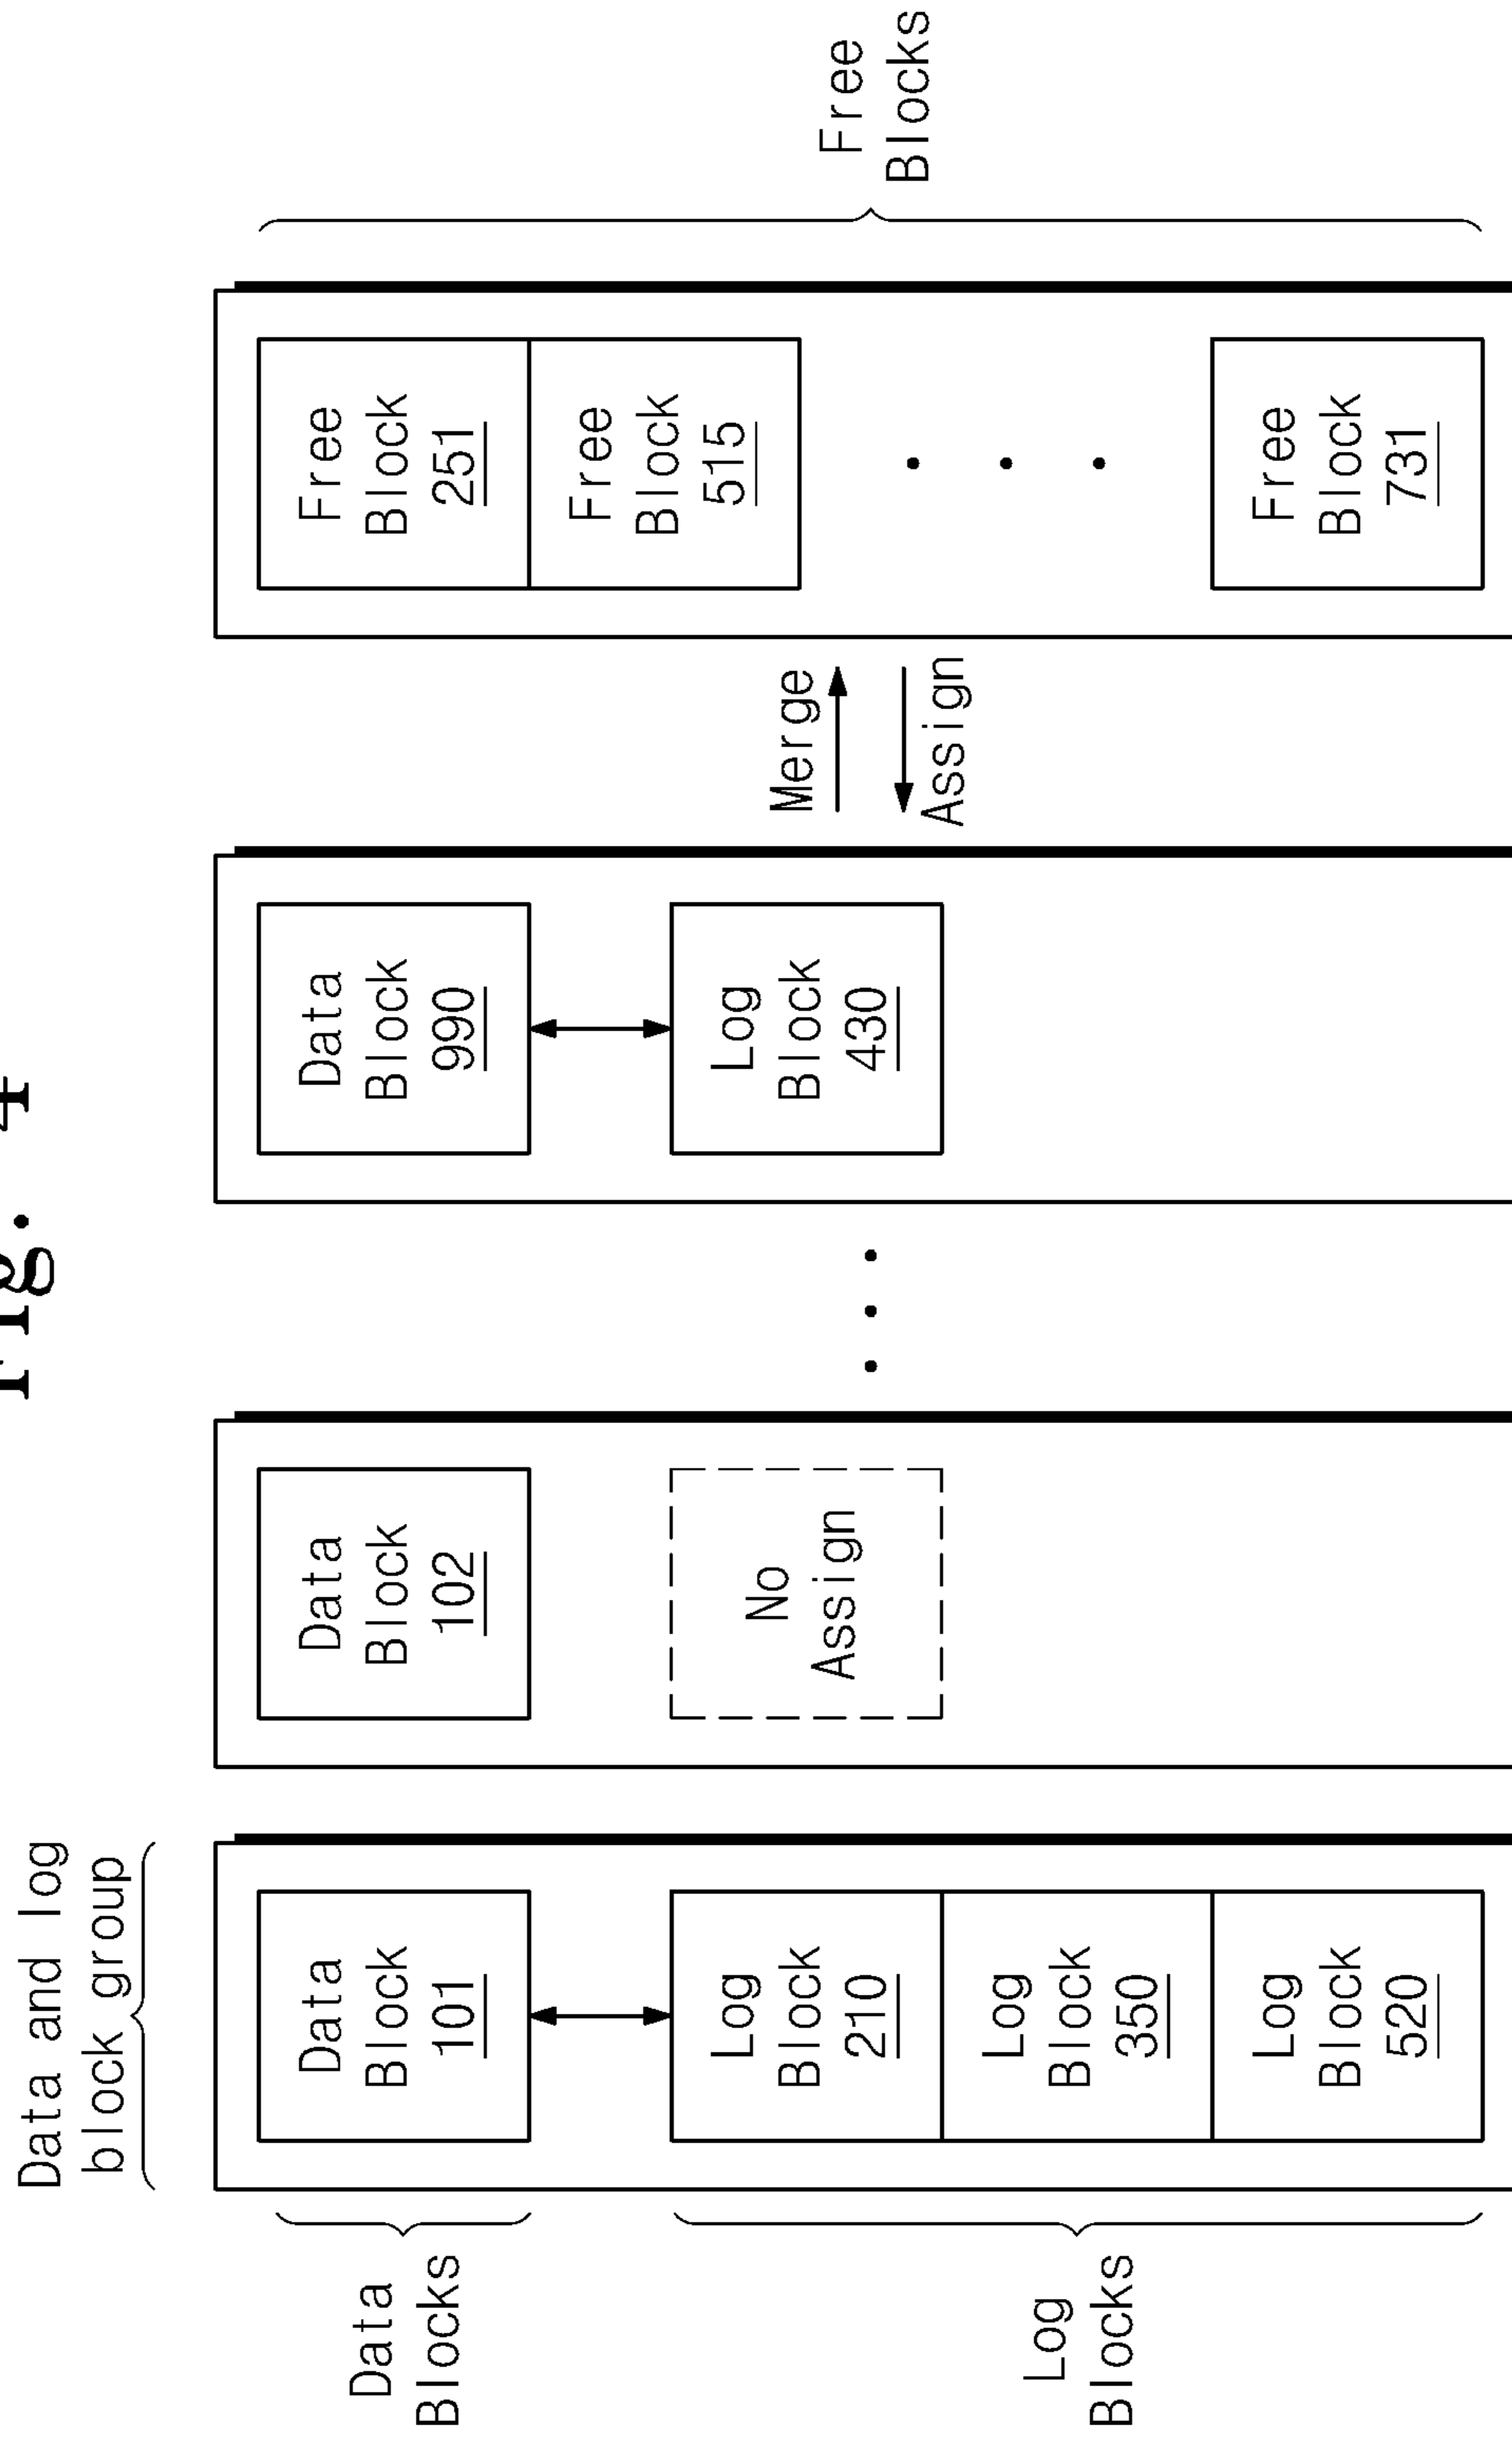 Fig. 4
Data and log
block group
Data
Blocks
Data
Block
101
Data
Block
102
Data
Block
990
Free
Block
251
Free
Block
515
Free
Block
731
Free
Blocks
Log
Blocks
Log
Block
210
Log
Block
350
Log
Block
520
No
Assign
Log
Block
430
Merge
Assign